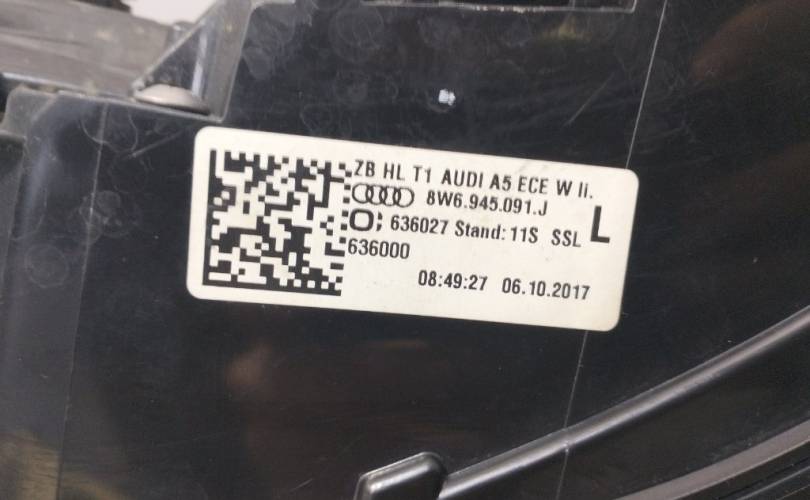 ZB HL T1 AUDI A5 ECE W li.
8W6.945.091.J
L
636027 Stand: 11S SSL
636000
08:49:27 06.10.2017